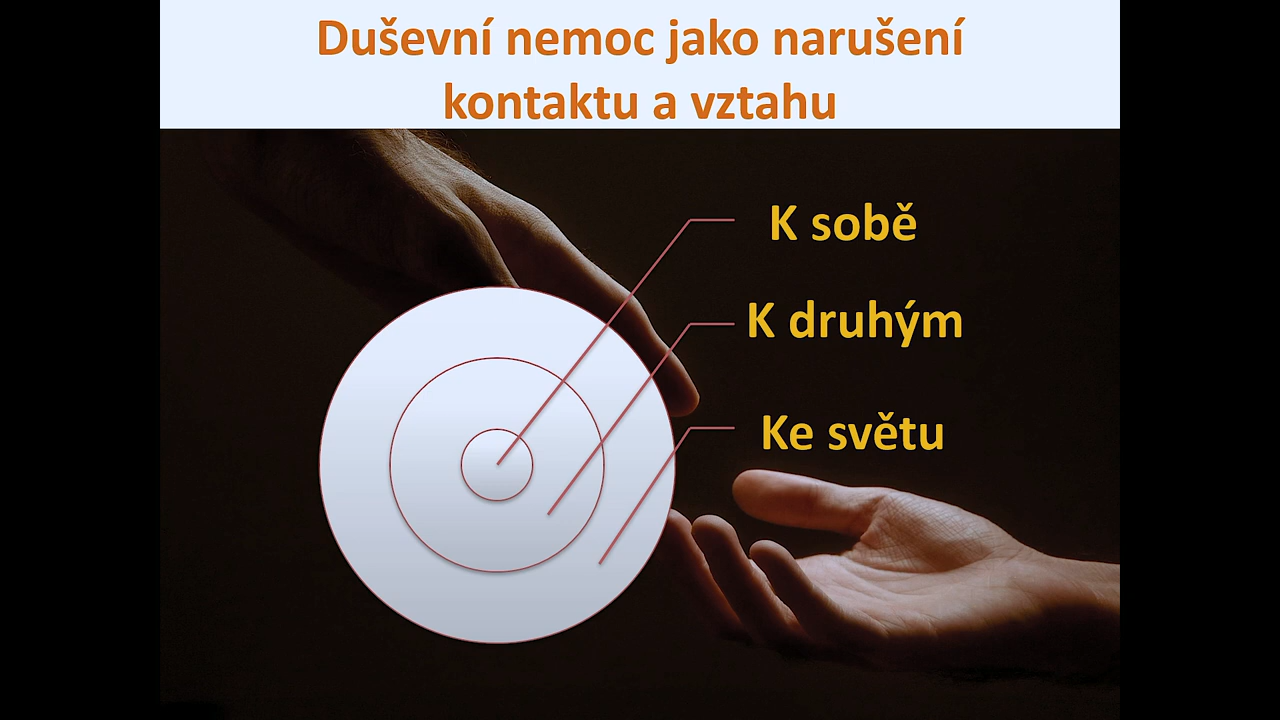 Duševní nemoc jako narušení
kontaktu a vztahu
K sobě
K druhým
Ke světu